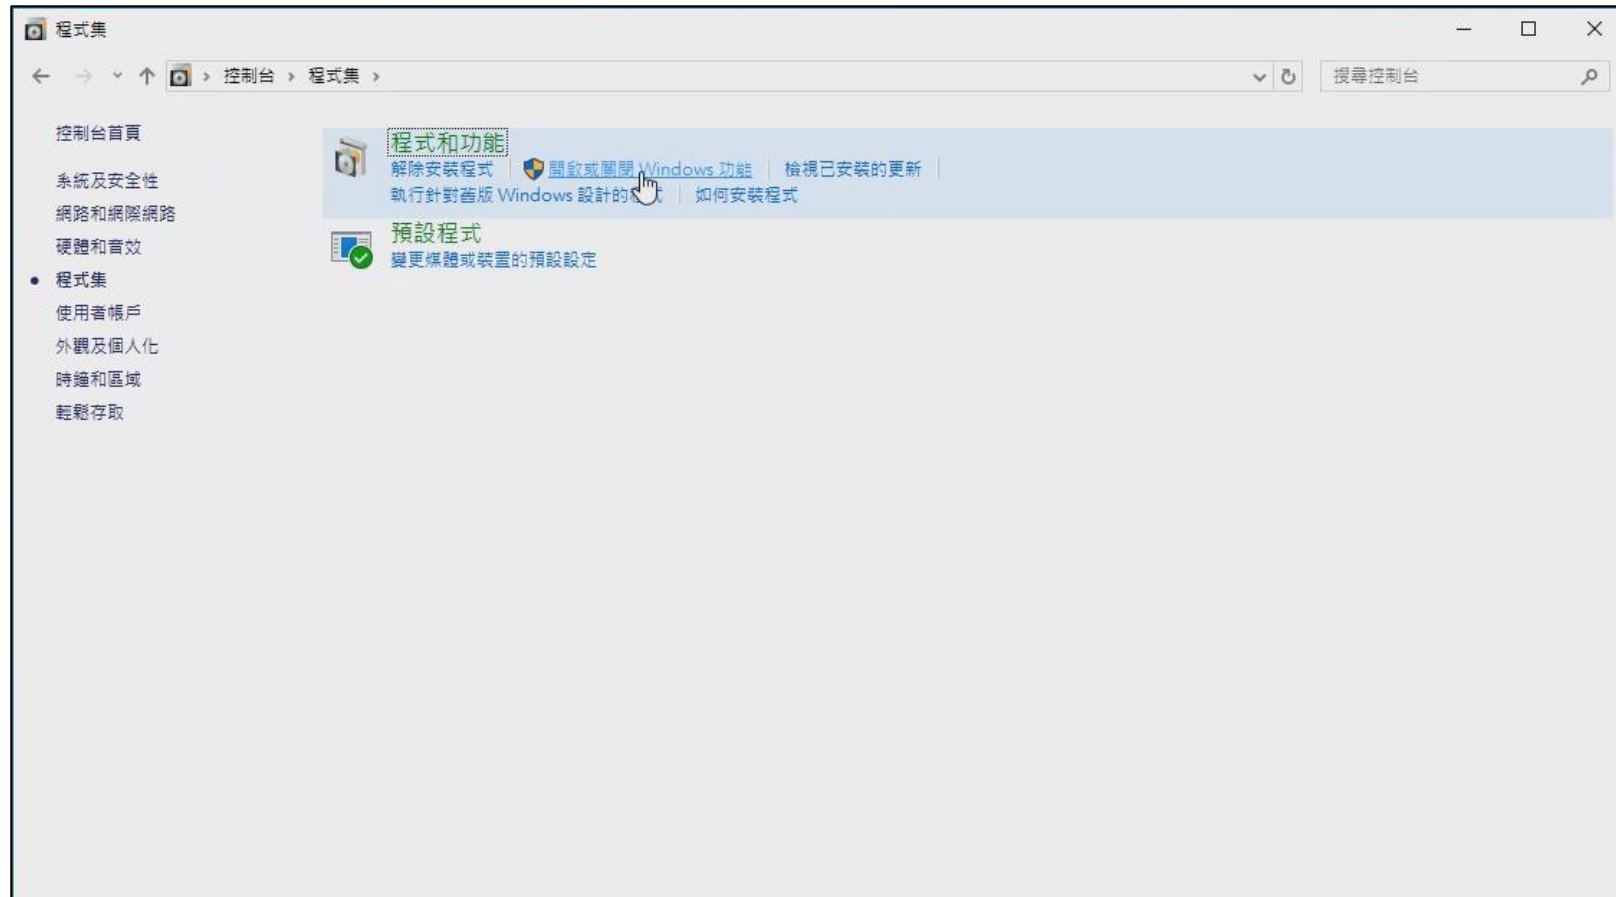 程式集
控制台 › 程式集 ›
搜尋控制台
控制台首頁
系統及安全性
網路和網際網路
硬體和音效
程式集
使用者帳戶
外觀及個人化
時鐘和區域
輕鬆存取
程式和功能
解除安裝程式 開啟或關閉 Windows 功能 檢視已安裝的更新
執行針對舊版 Windows 設計的程式 如何安裝程式
預設程式
變更媒體或裝置的預設設定